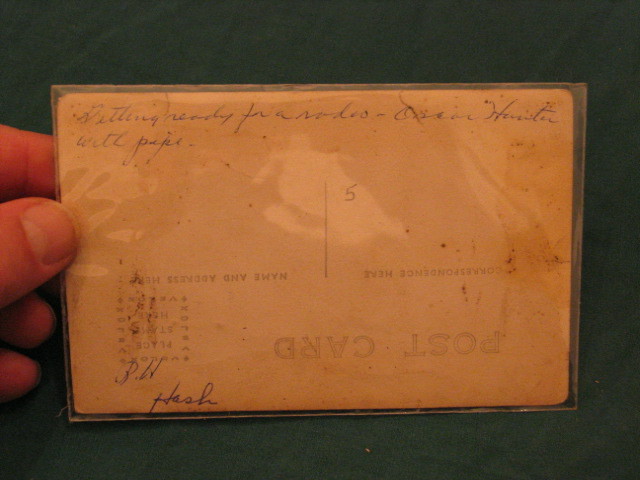 Getting ready for a rodeo - Oscar Hunter
with pipe.
5
CORRESPONDENCE HERE
NAME AND ADDRESS HERE
POST CARD
PLACE
STAMP
HERE
B.H
Hash